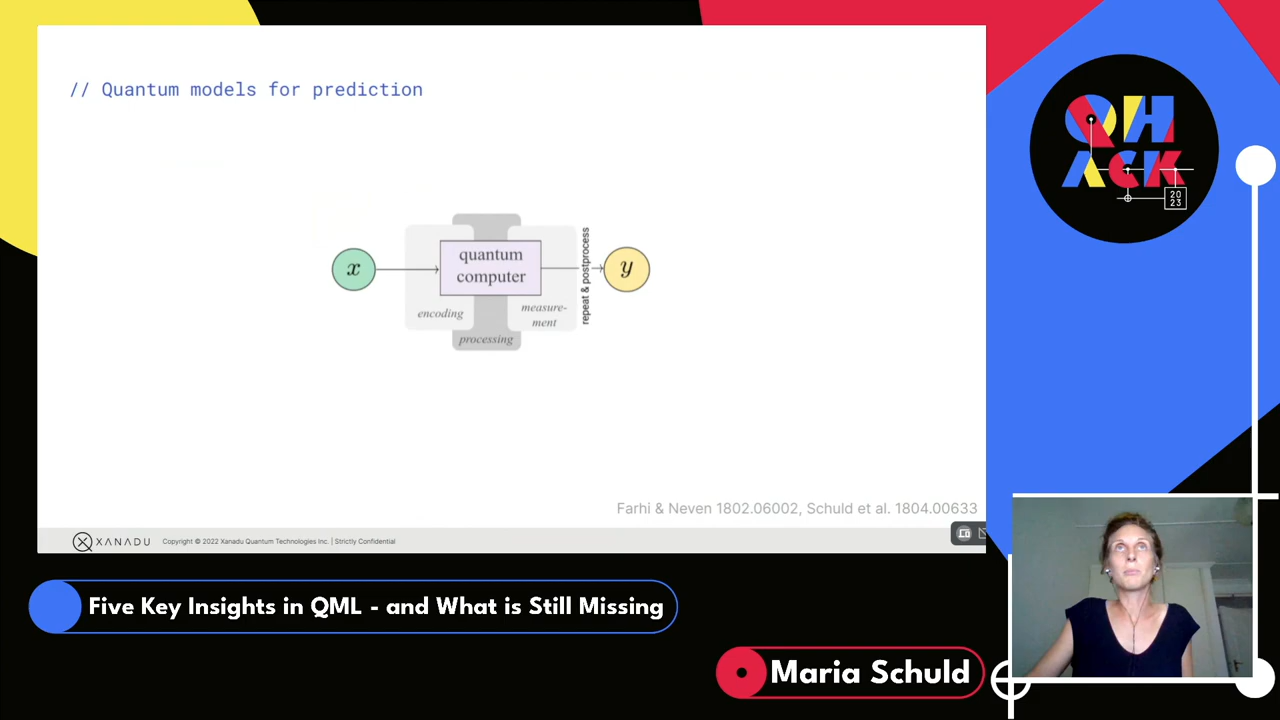 // Quantum models for prediction
x
quantum
computer
y
encoding
measure-
ment
processing
repeat & postprocess
Farhi & Neven 1802.06002, Schuld et al. 1804.00633
XANADU
Copyright © 2022 Xanadu Quantum Technologies Inc. | Strictly Confidential
QH
ACK
20
23
Five Key Insights in QML - and What is Still Missing
Maria Schuld